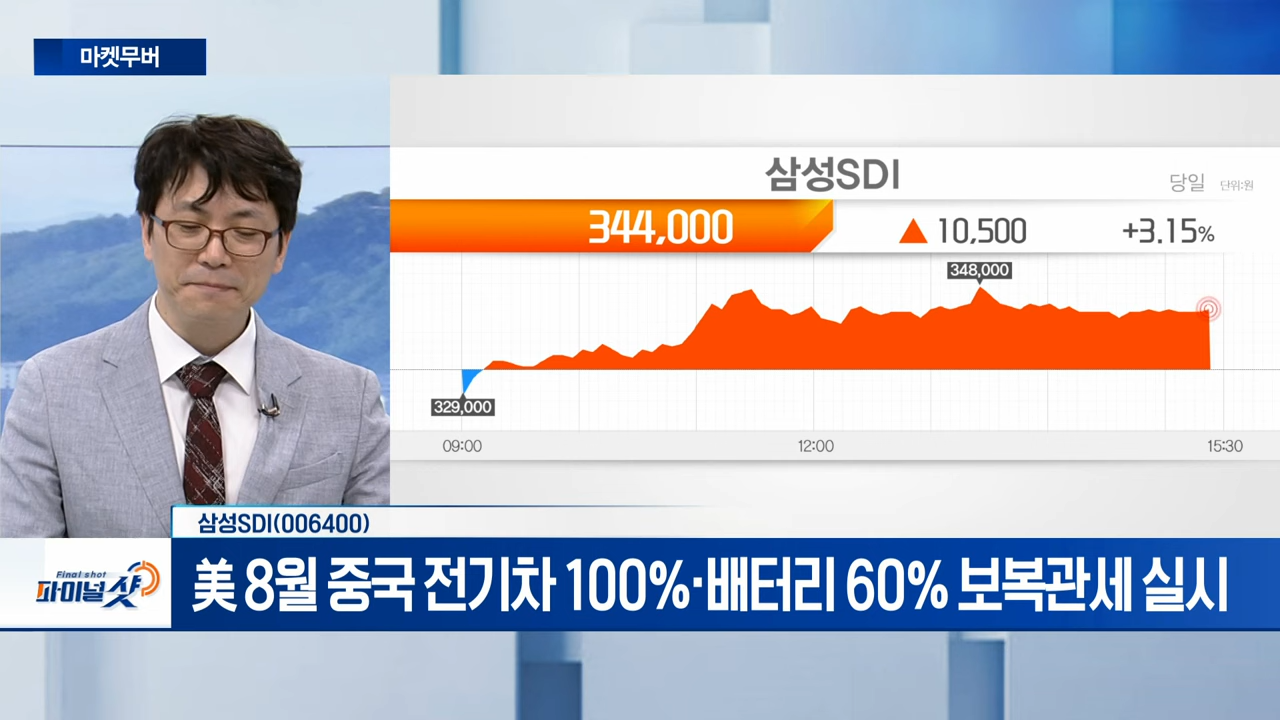 마켓무버
삼성SDI
당일 단위:원
344,000 ▲ 10,500 +3.15%
348,000
329,000
09:00 12:00 15:30
삼성SDI(006400)
Final shot
파이널샷
美 8월 중국 전기차 100%·배터리 60% 보복관세 실시